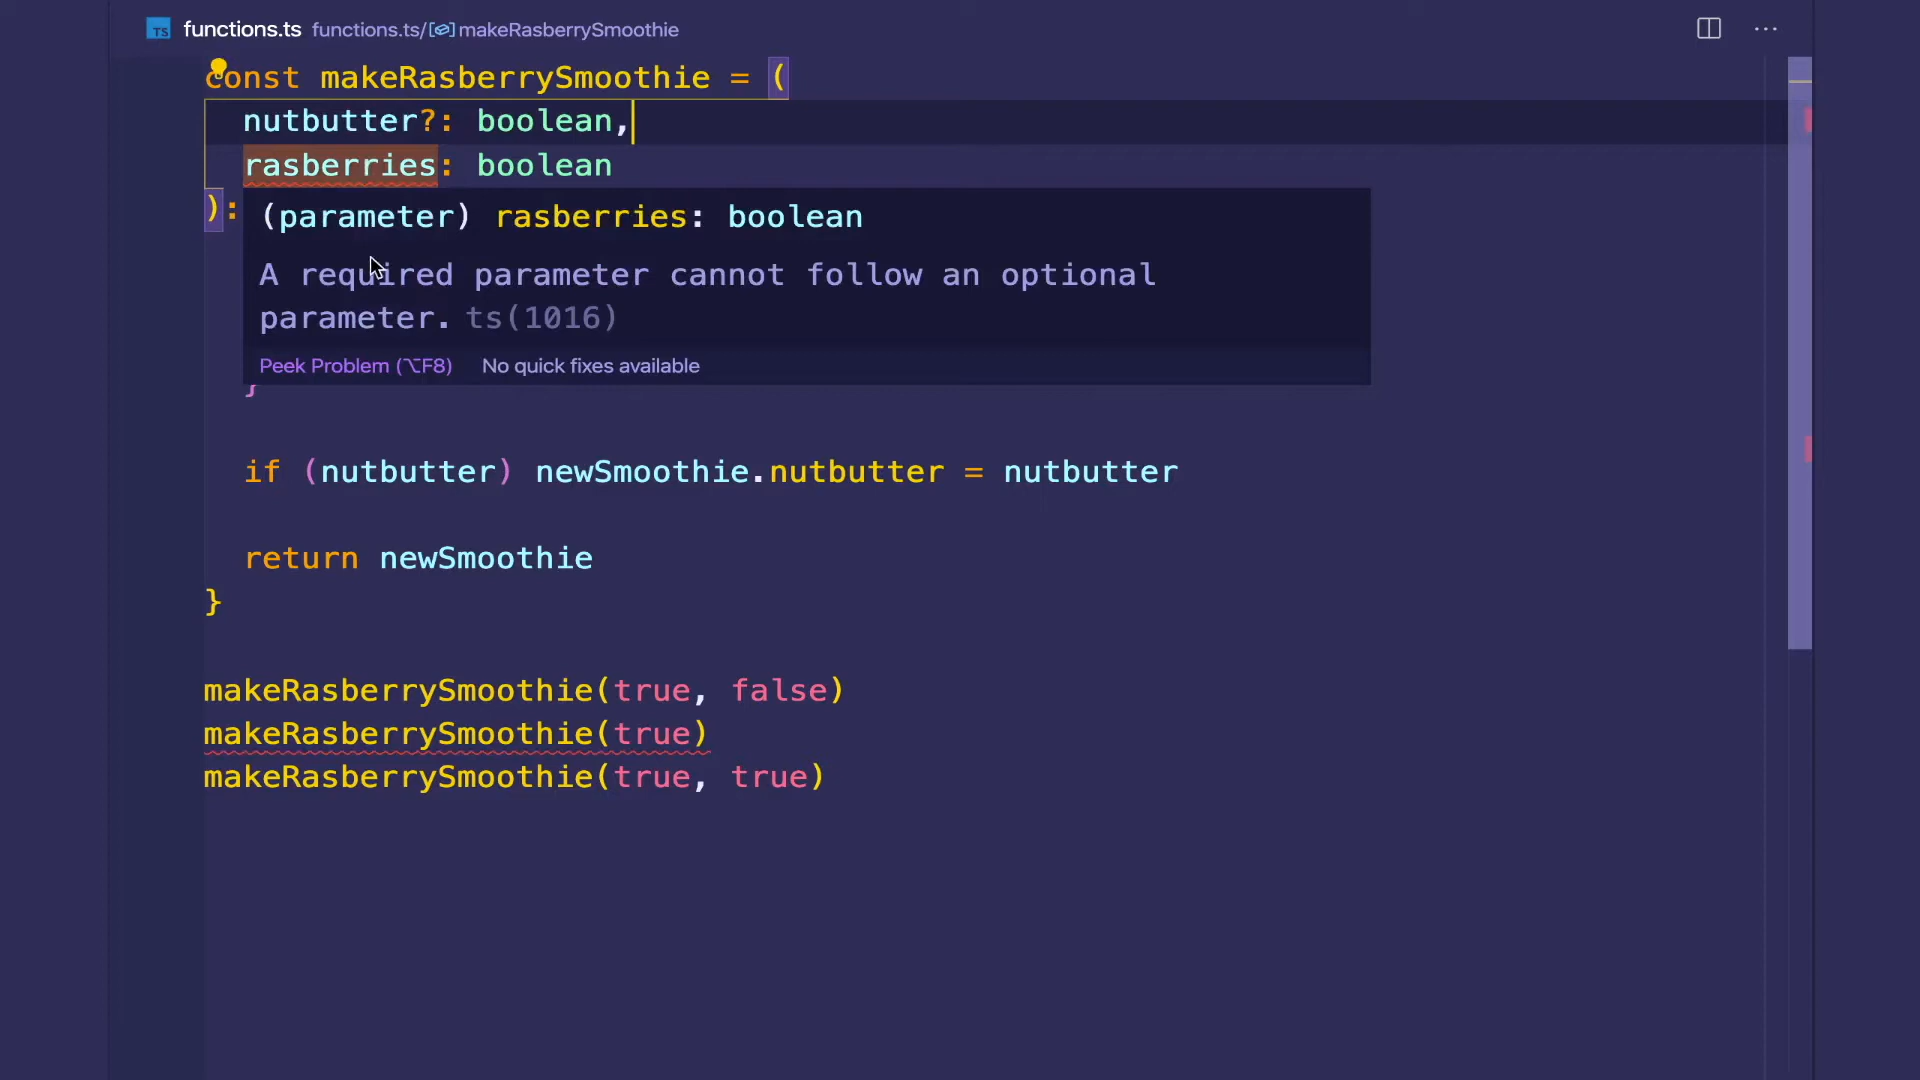 TS functions.ts functions.ts/makeRasberrySmoothie
const makeRasberrySmoothie = (
nutbutter?: boolean,
rasberries: boolean
):
(parameter) rasberries: boolean
A required parameter cannot follow an optional
parameter. ts(1016)
Peek Problem (⌥F8) No quick fixes available
}
if (nutbutter) newSmoothie.nutbutter = nutbutter
return newSmoothie
}
makeRasberrySmoothie(true, false)
makeRasberrySmoothie(true)
makeRasberrySmoothie(true, true)